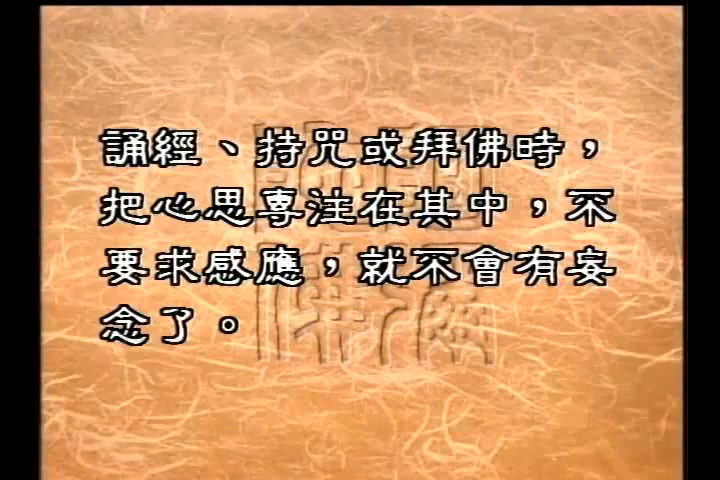 誦經、持咒或拜佛時，
把心思專注在其中，不
要求感應，就不會有妄
念了。